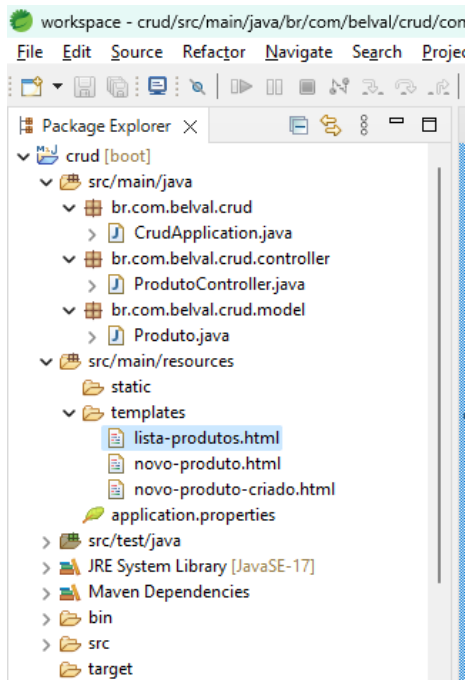 workspace - crud/src/main/java/br/com/belval/crud/con
File Edit Source Refactor Navigate Search Projec
Package Explorer
crud [boot]
src/main/java
br.com.belval.crud
CrudApplication.java
br.com.belval.crud.controller
ProdutoController.java
br.com.belval.crud.model
Produto.java
src/main/resources
static
templates
lista-produtos.html
novo-produto.html
novo-produto-criado.html
application.properties
src/test/java
JRE System Library [JavaSE-17]
Maven Dependencies
bin
src
target